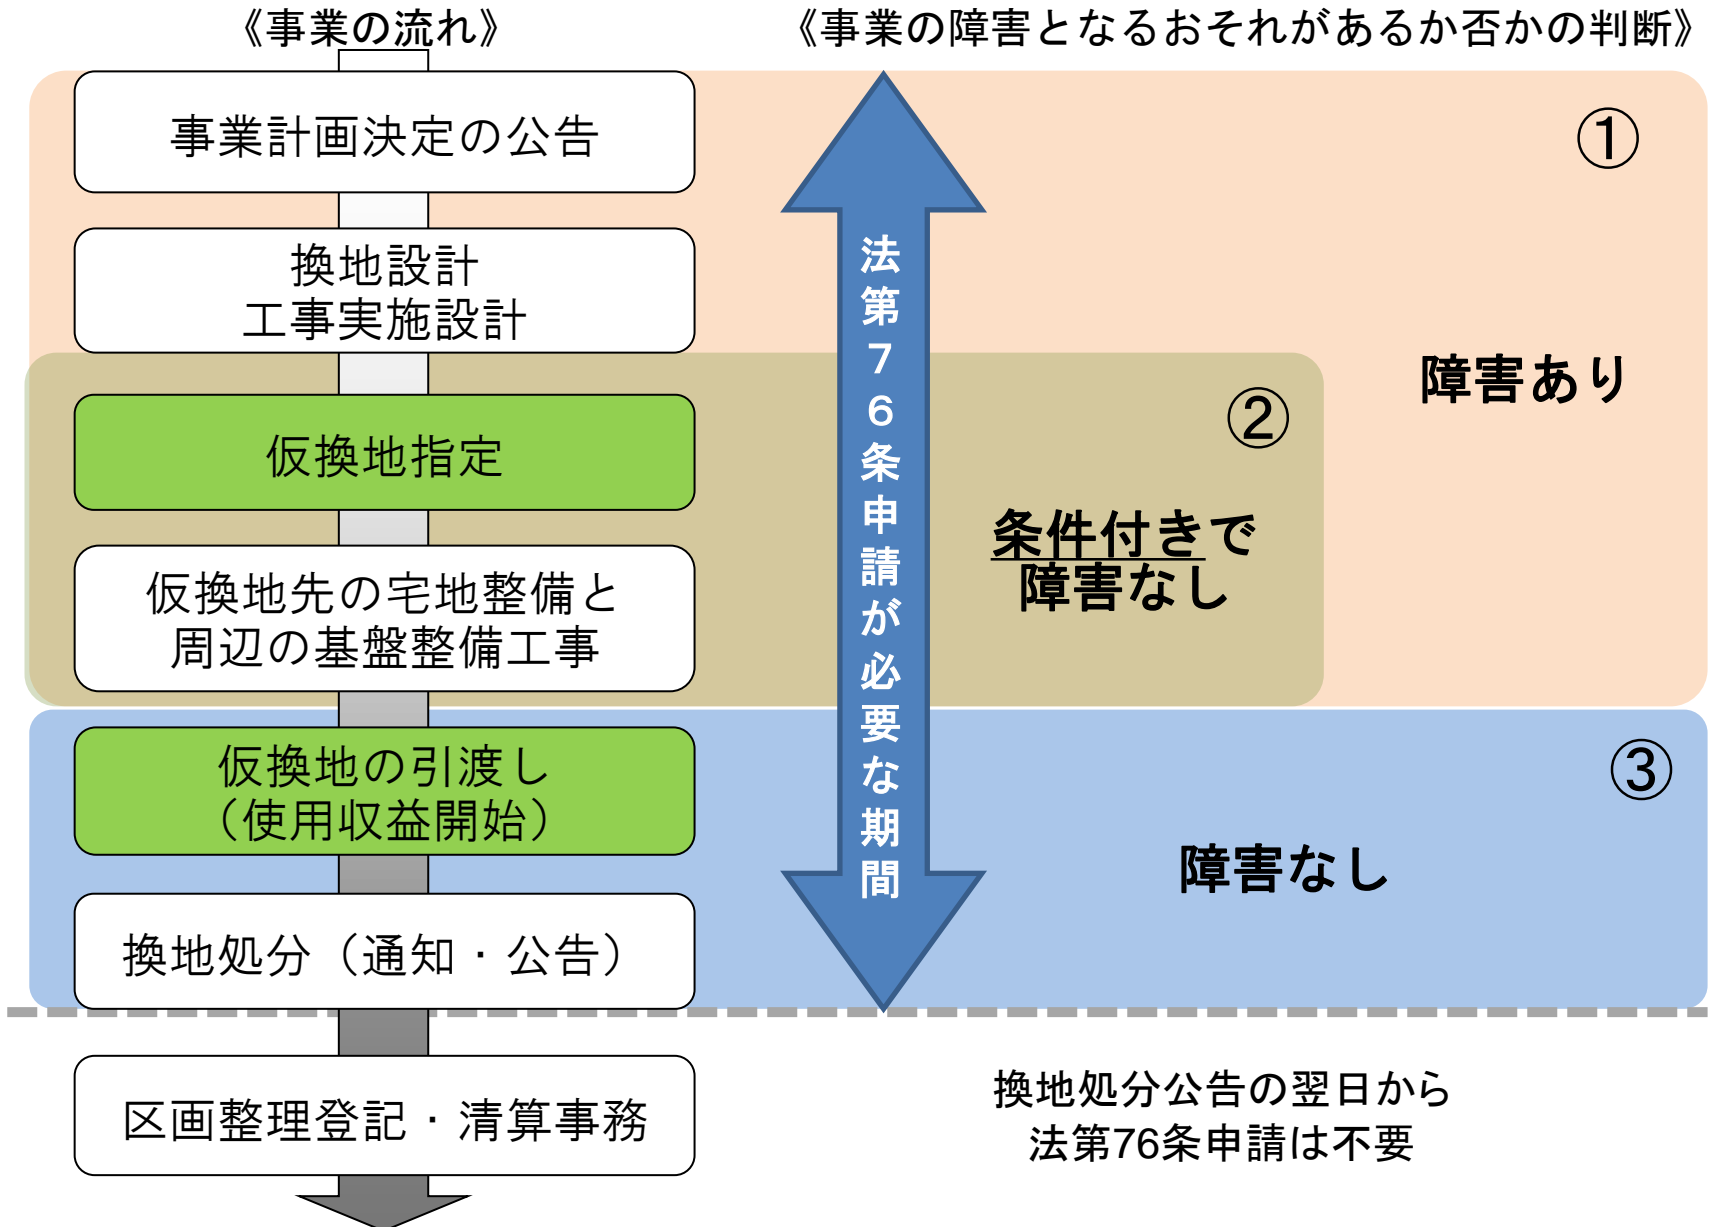 《事業の流れ》
《事業の障害となるおそれがあるか否かの判断》
事業計画決定の公告
換地設計
工事実施設計
仮換地指定
仮換地先の宅地整備と
周辺の基盤整備工事
仮換地の引渡し
（使用収益開始）
換地処分（通知・公告）
区画整理登記・清算事務
法第７６条申請が必要な期間
①
障害あり
②
条件付きで
障害なし
③
障害なし
換地処分公告の翌日から
法第76条申請は不要